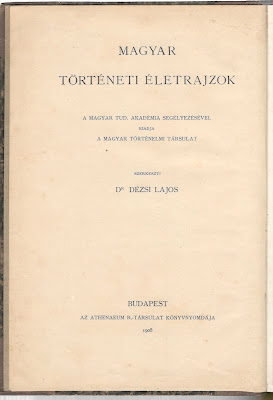 MAGYAR
TÖRTÉNETI ÉLETRAJZOK
A MAGYAR TUD. AKADÉMIA SEGÉLYEZÉSÉVEL
KIADJA
A MAGYAR TÖRTÉNELMI TÁRSULAT
SZERKESZTI
DR DÉZSI LAJOS
BUDAPEST
AZ ATHENAEUM R.-TÁRSULAT KÖNYVNYOMDÁJA
1908